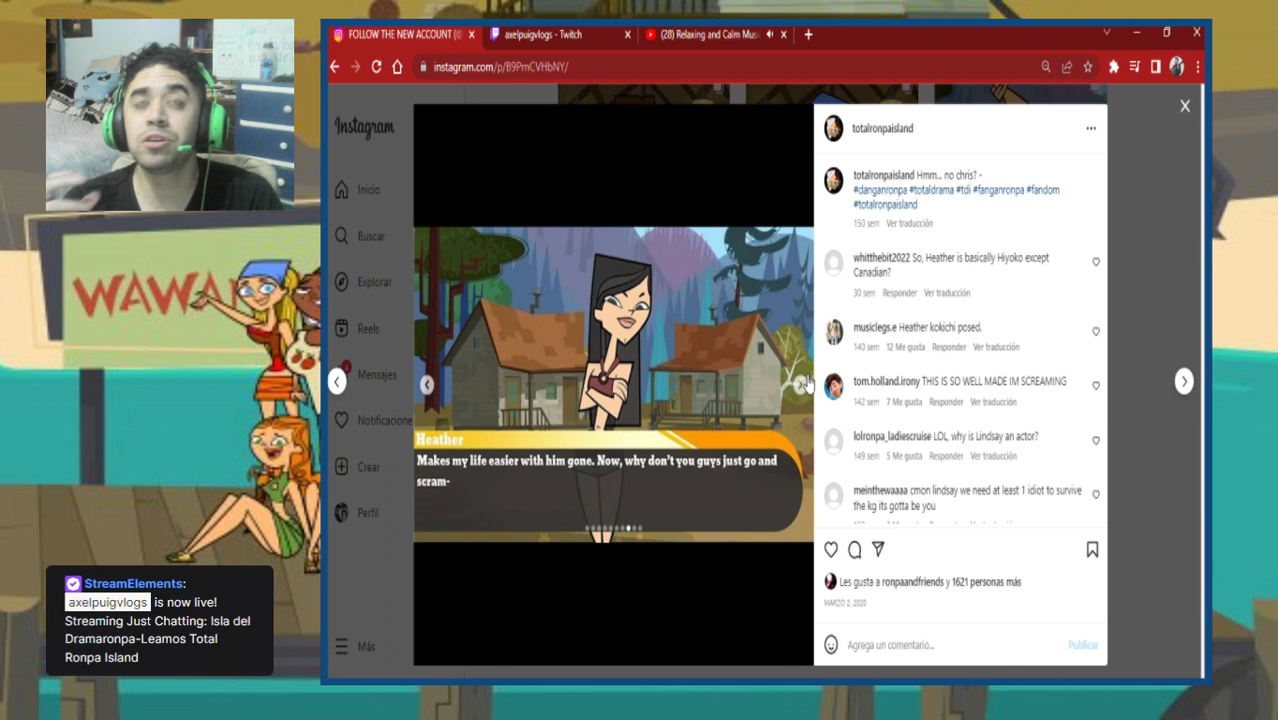 FOLLOW THE NEW ACCOUNT (@
axelpuigvlogs - Twitch
(28) Relaxing and Calm Mus
instagram.com/p/B9PrnCVHbNY/
Instagram
Inicio
Buscar
Explorar
Reels
Mensajes
Notificacione
Crear
Perfil
Más
WAWA
Heather
Makes my life easier with him gone. Now, why don't you guys just go and
scram-
totalronpaisland
totalronpaisland Hmm... no chris? -
#danganronpa #totaldrama #tdi #fanganronpa #fandom
#totalronpaisland
150 sem Ver traducción
whitthebit2022 So, Heather is basically Hiyoko except
Canadian?
30 sem Responder Ver traducción
musiclegs.e Heather kokichi posed.
140 sem 12 Me gusta Responder Ver traducción
tom.holland.irony THIS IS SO WELL MADE IM SCREAMING
142 sem 7 Me gusta Responder Ver traducción
lolronpa_ladiescruise LOL, why is Lindsay an actor?
149 sem 5 Me gusta Responder Ver traducción
meinthewaaaa cmon lindsay we need at least 1 idiot to survive
the kg its gotta be you
Les gusta a ronpaandfriends y 1621 personas más
MARZO 2, 2020
Agrega un comentario...
Publicar
StreamElements:
axelpuigvlogs is now live!
Streaming Just Chatting: Isla del
Dramaronpa-Leamos Total
Ronpa Island